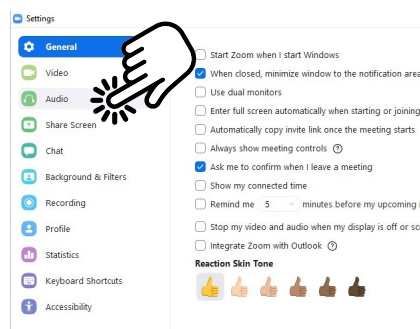 Settings
General
Video
Audio
Share Screen
Chat
Background & Filters
Recording
Profile
Statistics
Keyboard Shortcuts
Accessibility
Start Zoom when I start Windows
When closed, minimize window to the notification area
Use dual monitors
Enter full screen automatically when starting or joining
Automatically copy invite link once the meeting starts
Always show meeting controls
Ask me to confirm when I leave a meeting
Show my connected time
Remind me 5 minutes before my upcoming
Stop my video and audio when my display is off or
Integrate Zoom with Outlook
Reaction Skin Tone